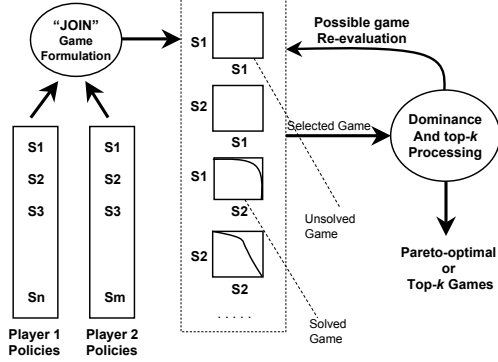 “JOIN”
Game
Formulation
S1
S2
S3
Sn
Player 1
Policies
S1
S2
S3
Sm
Player 2
Policies
S1
S1
S2
S1
S1
S2
S2
S2
. . . . .
Possible game
Re-evaluation
Selected Game
Dominance
And top-k
Processing
Unsolved
Game
Solved
Game
Pareto-optimal
or
Top-k Games